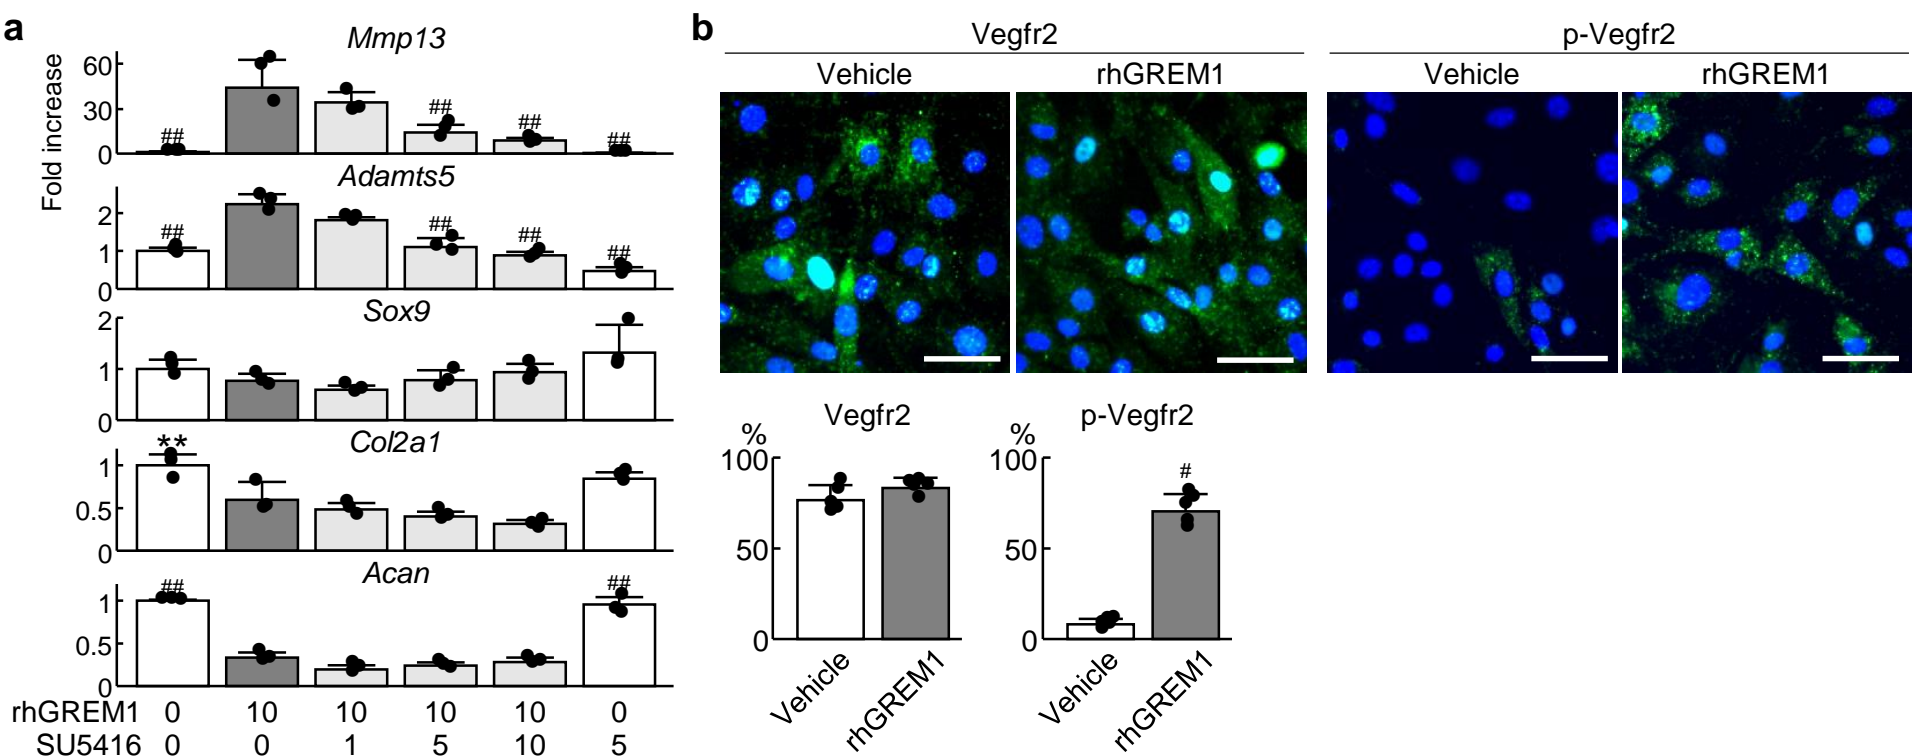 a
Mmp13
Fold increase
60
30
0
## ## ## ##
Adamts5
2
1
0
## ## ## ##
Sox9
2
1
0
Col2a1
1
0.5
0
**
Acan
1
0.5
0
## ##
rhGREM1 0 10 10 10 10 0
SU5416 0 0 1 5 10 5
b
Vegfr2
p-Vegfr2
Vehicle
rhGREM1
Vehicle
rhGREM1
Vegfr2
%
100
50
0
Vehicle
rhGREM1
p-Vegfr2
%
100
50
0
#
Vehicle
rhGREM1